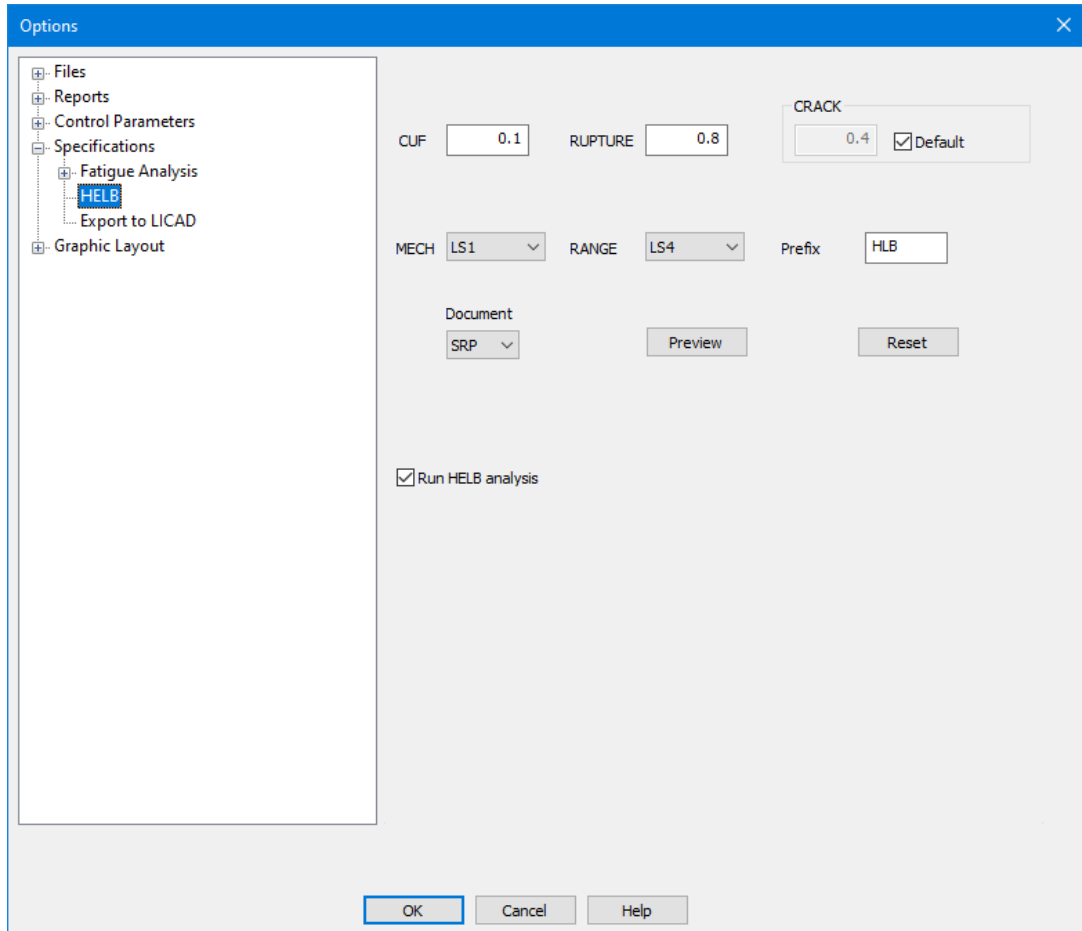 Options
Files
Reports
Control Parameters
Specifications
Fatigue Analysis
HELB
Export to LICAD
Graphic Layout
CRACK
CUF 0.1 RUPTURE 0.8 0.4 Default
MECH LS1 RANGE LS4 Prefix HLB
Document
SRP Preview Reset
Run HELB analysis
OK Cancel Help